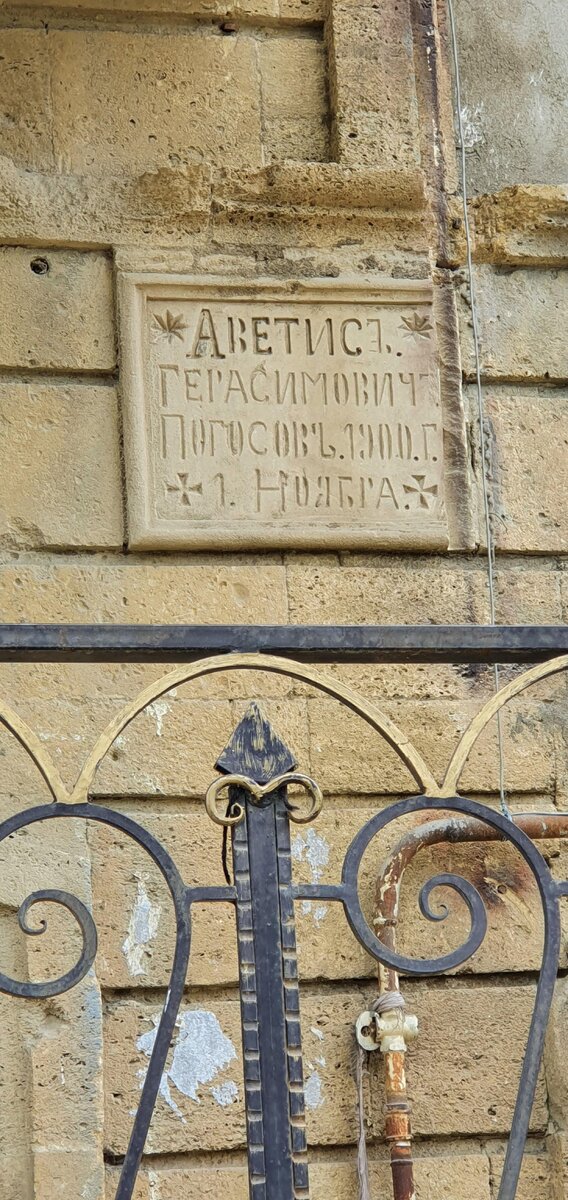 Аветисъ.
Герасимовичъ
Погосовъ. 1900. г.
1. Ноября.